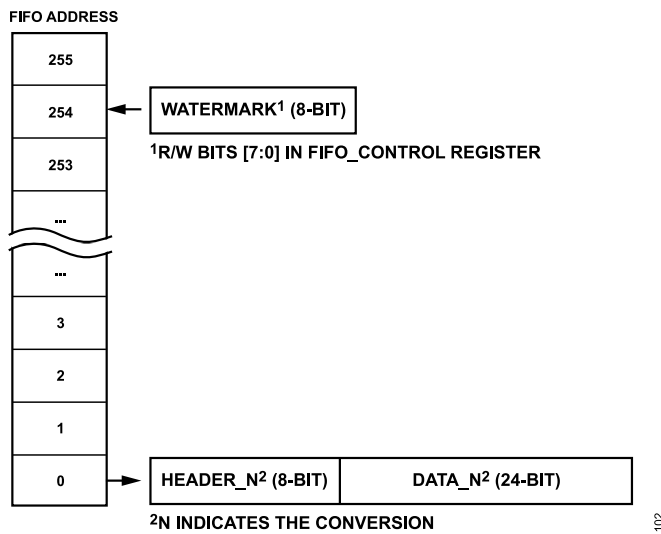 FIFO ADDRESS
255
254
WATERMARK¹ (8-BIT)
¹R/W BITS [7:0] IN FIFO_CONTROL REGISTER
253
...
...
3
2
1
0
HEADER_N² (8-BIT)
DATA_N² (24-BIT)
²N INDICATES THE CONVERSION
102